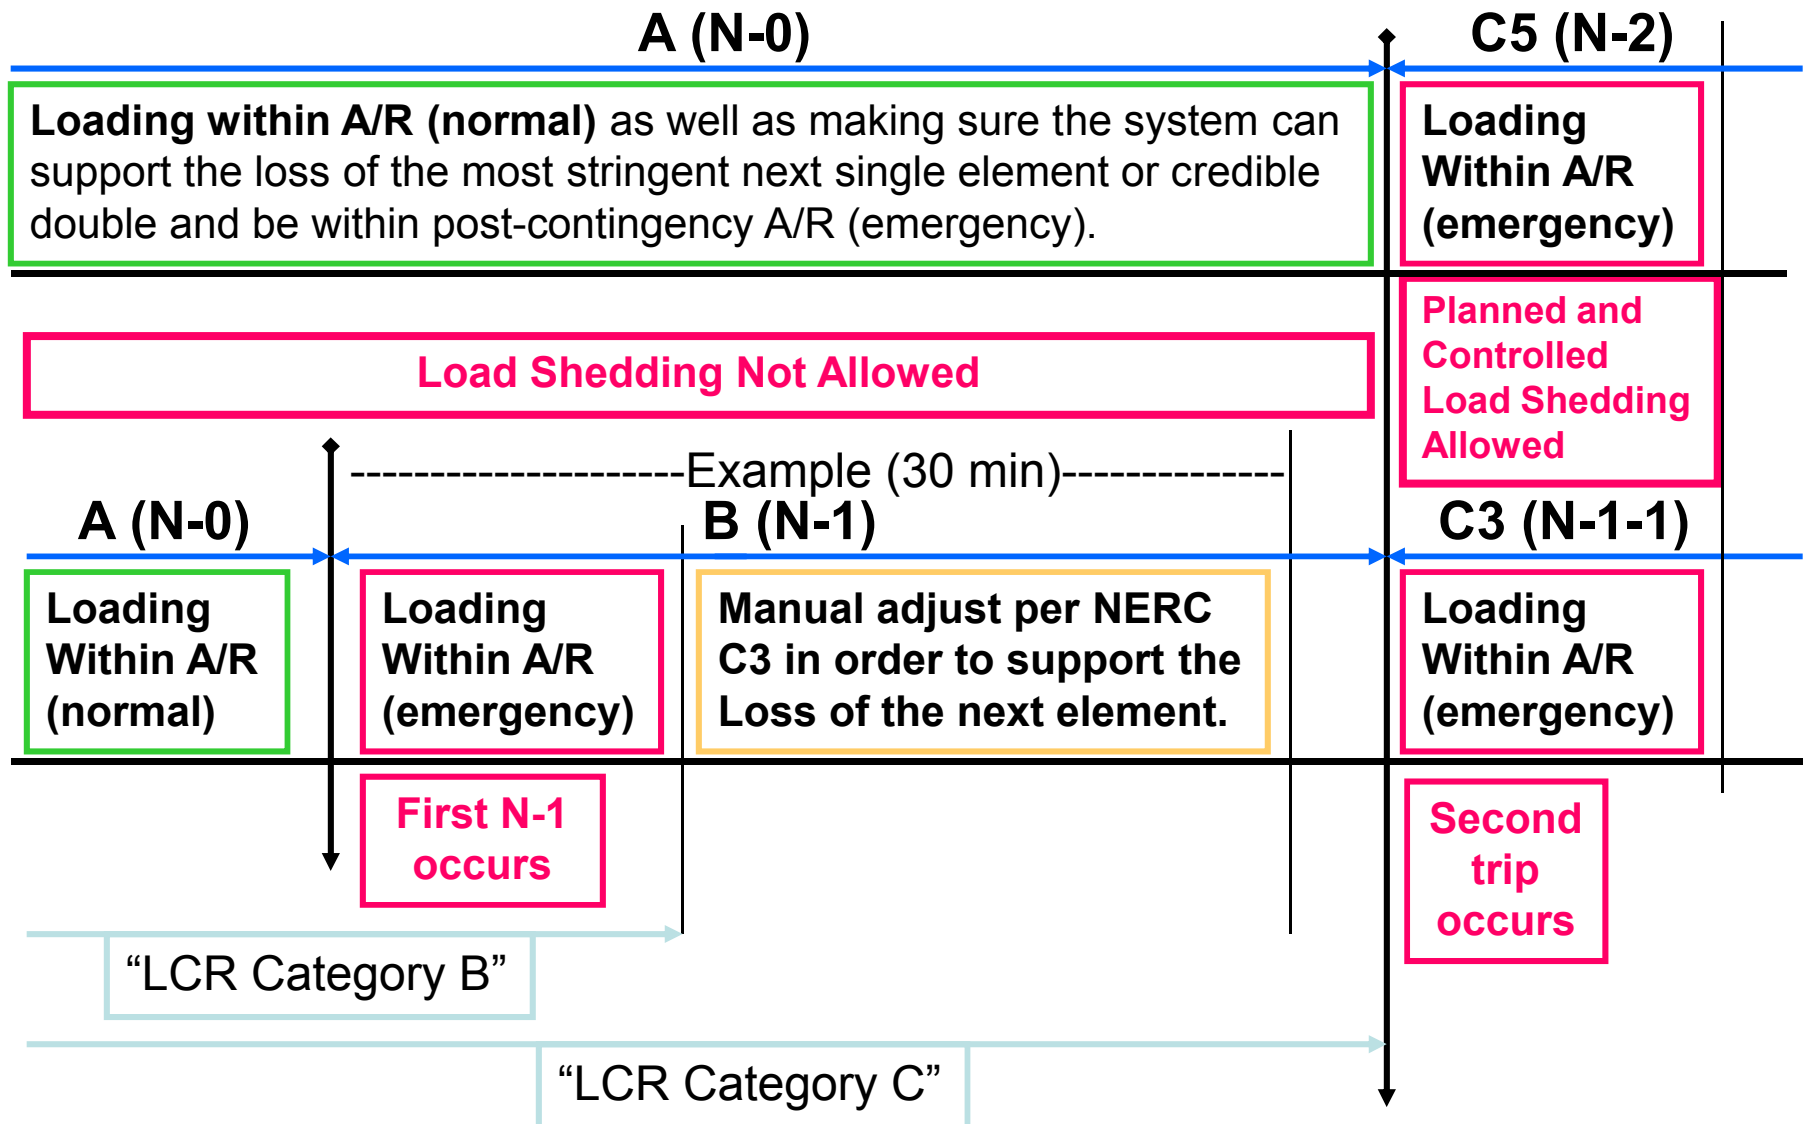 A (N-0)
C5 (N-2)
Loading within A/R (normal) as well as making sure the system can
support the loss of the most stringent next single element or credible
double and be within post-contingency A/R (emergency).
Loading
Within A/R
(emergency)
Load Shedding Not Allowed
Planned and
Controlled
Load Shedding
Allowed
--------------------Example (30 min)-------------
A (N-0)
B (N-1)
C3 (N-1-1)
Loading
Within A/R
(normal)
Loading
Within A/R
(emergency)
Manual adjust per NERC
C3 in order to support the
Loss of the next element.
Loading
Within A/R
(emergency)
First N-1
occurs
Second
trip
occurs
“LCR Category B”
“LCR Category C”